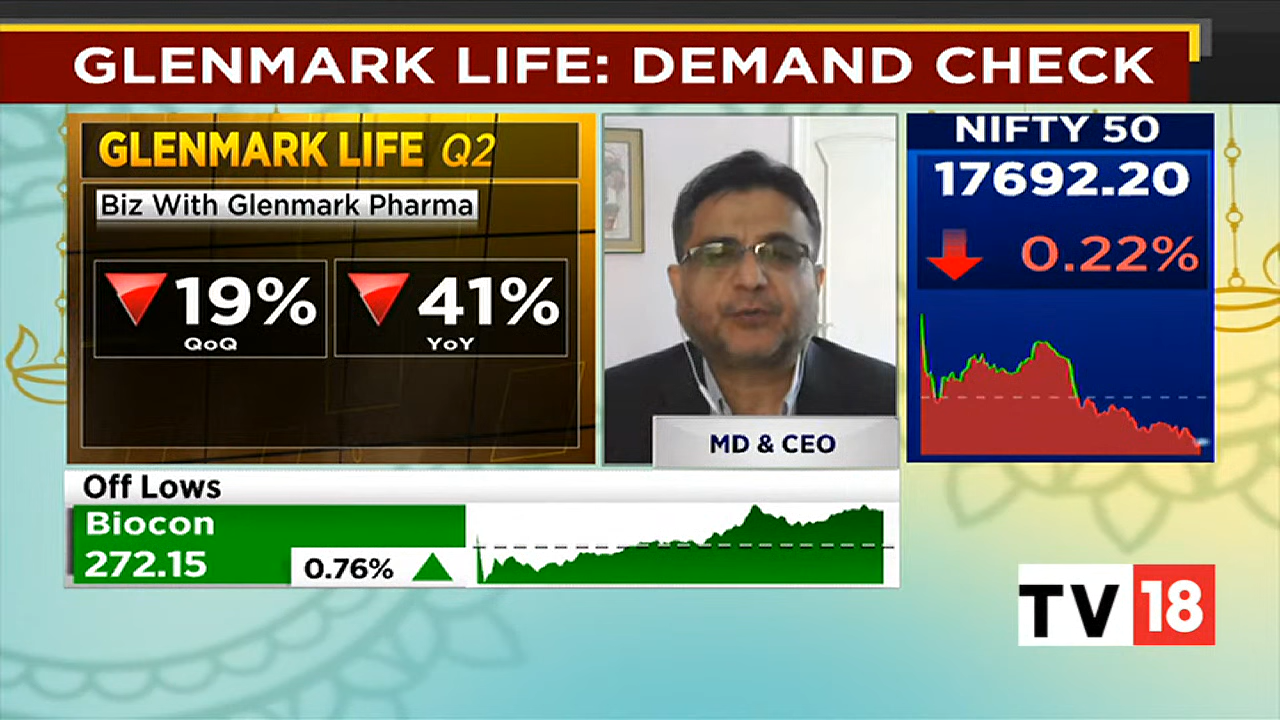 GLENMARK LIFE: DEMAND CHECK
GLENMARK LIFE Q2
Biz With Glenmark Pharma
19%
QoQ
41%
YoY
MD & CEO
NIFTY 50
17692.20
0.22%
Off Lows
Biocon
272.15
0.76%
TV18